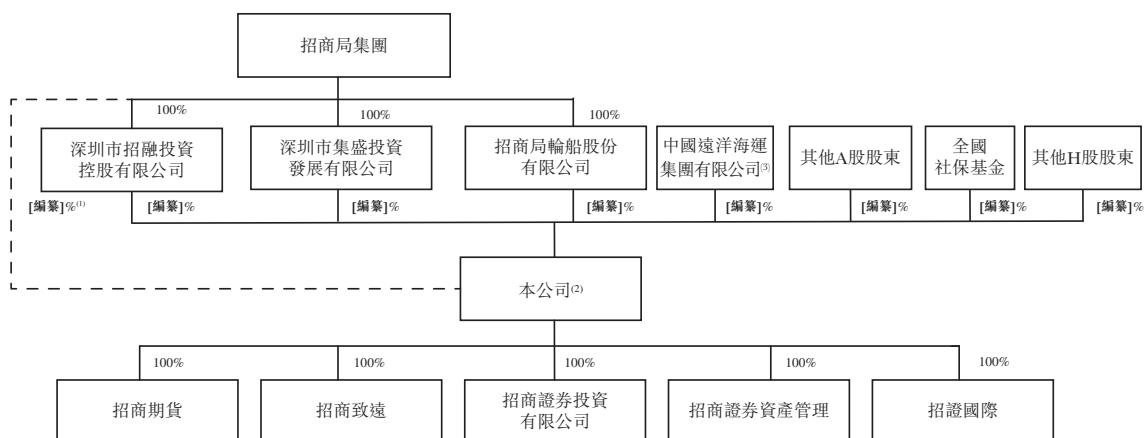 招商局集團
100%
100%
100%
深圳市招融投資
控股有限公司
深圳市集盛投資
發展有限公司
招商局輪船股份
有限公司
中國遠洋海運
集團有限公司(3)
其他A股股東
全國
社保基金
其他H股股東
[編纂]%(1)
[編纂]%
[編纂]%
[編纂]%
[編纂]%
[編纂]%
[編纂]%
[編纂]%
本公司(2)
100%
100%
100%
100%
100%
招商期貨
招商致遠
招商證券投資
有限公司
招商證券資產管理
招證國際